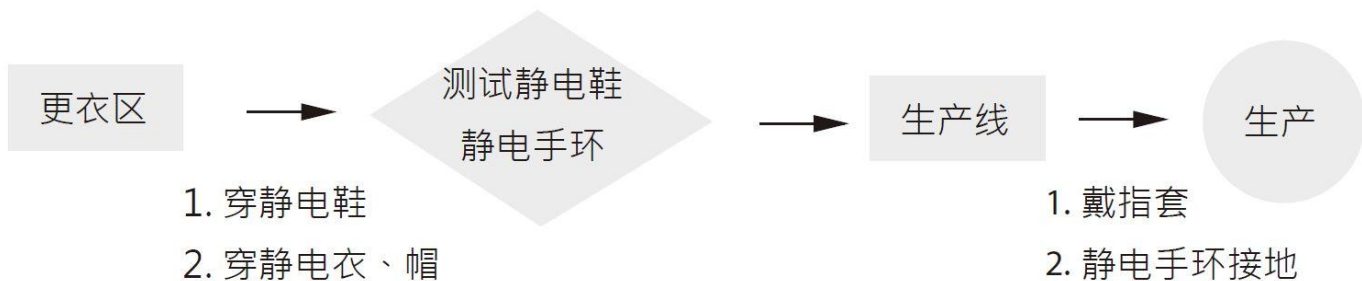 更衣区
测试静电鞋
静电手环
生产线
生产
1. 穿静电鞋
2. 穿静电衣、帽
1. 戴指套
2. 静电手环接地